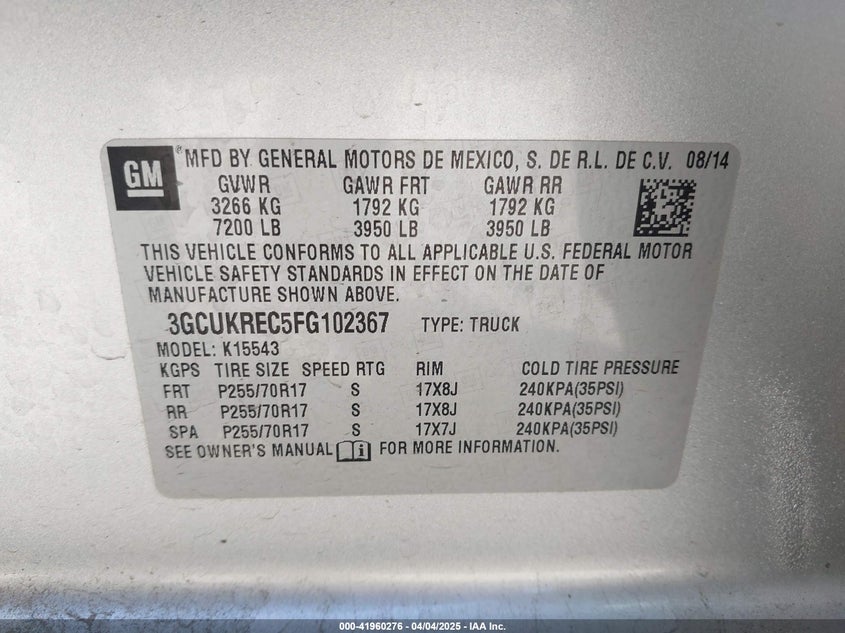 GM
®MFD BY GENERAL MOTORS DE MEXICO, S. DE R.L. DE C.V. 08/14
GVWR GAWR FRT GAWR RR
3266 KG 1792 KG 1792 KG
7200 LB 3950 LB 3950 LB
THIS VEHICLE CONFORMS TO ALL APPLICABLE U.S. FEDERAL MOTOR
VEHICLE SAFETY STANDARDS IN EFFECT ON THE DATE OF
MANUFACTURE SHOWN ABOVE.
3GCUKREC5FG102367 TYPE: TRUCK
MODEL: K15543
KGPS TIRE SIZE SPEED RTG RIM COLD TIRE PRESSURE
FRT P255/70R17 S 17X8J 240KPA(35PSI)
RR P255/70R17 S 17X8J 240KPA(35PSI)
SPA P255/70R17 S 17X7J 240KPA(35PSI)
SEE OWNER'S MANUAL i FOR MORE INFORMATION.
000-41960276 - 04/04/2025 - IAA Inc.